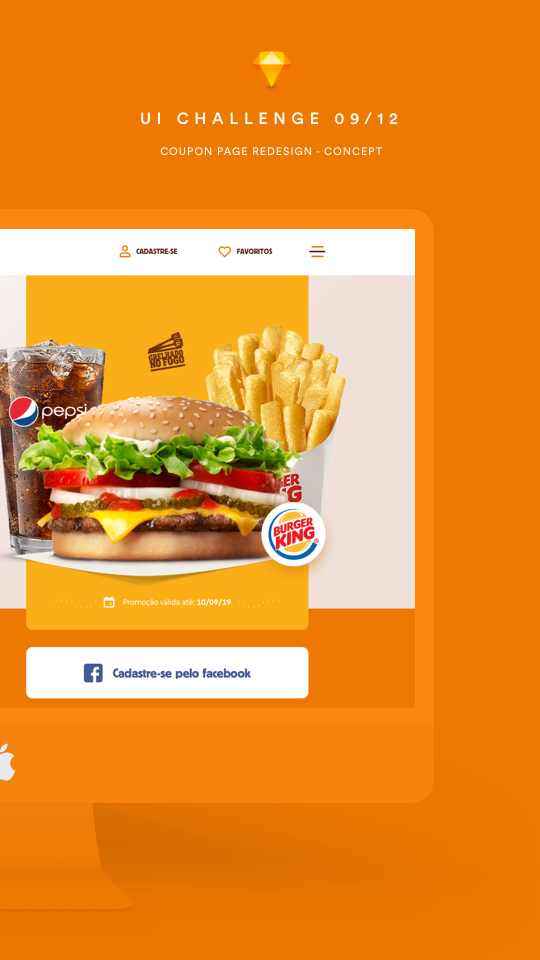 UI CHALLENGE 09/12
COUPON PAGE REDESIGN - CONCEPT
CADASTRE-SE
FAVORITOS
GRELHADO
NO FOGO
pepsi
ER
G
BURGER
KING
Promoção válida até: 10/09/19
Cadastre-se pelo facebook